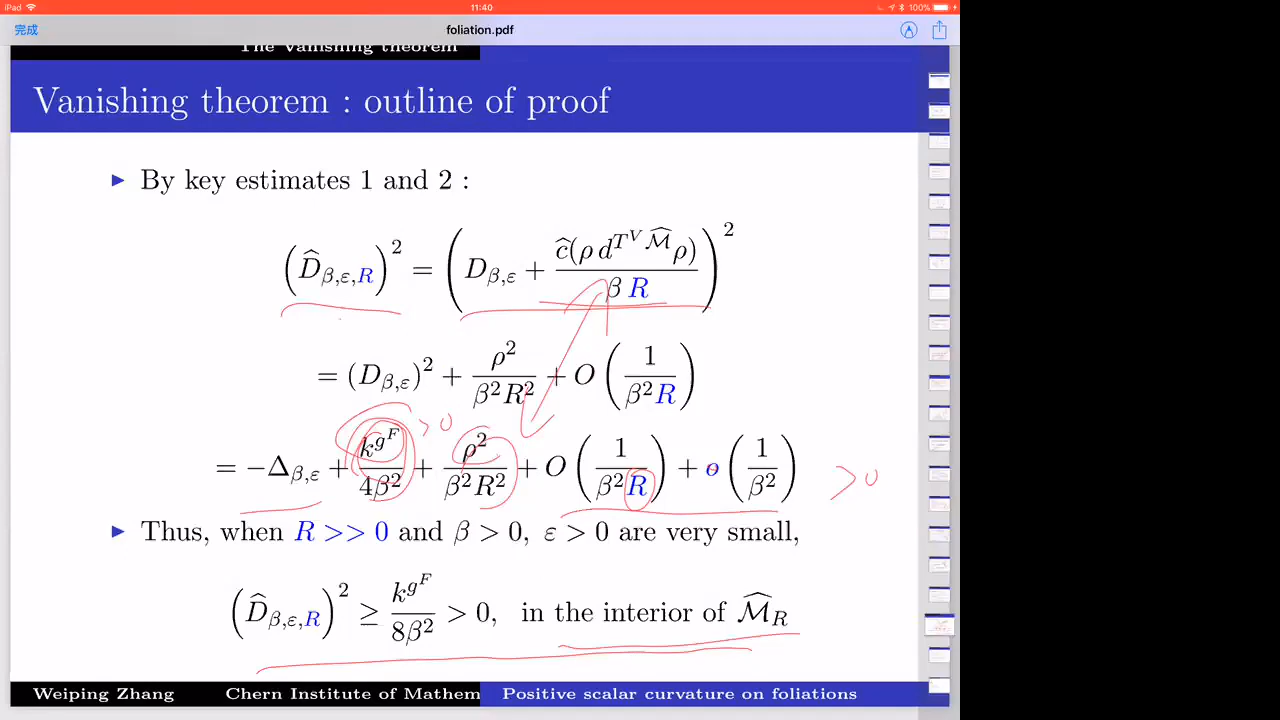 iPad 11:40 100%
完成 foliation.pdf
The Vanishing theorem
Vanishing theorem : outline of proof
▶ By key estimates 1 and 2 :
(D̂_{β,ε,R})² = (D_{β,ε} + ĉ(ρ d^{T^V M̂} ρ) / (β R))²
= (D_{β,ε})² + ρ²/(β²R²) + O(1/(β²R))
> 0
= −Δ_{β,ε} + k^{g^F}/(4β²) + ρ²/(β²R²) + O(1/(β²R)) + o(1/β²) > 0
▶ Thus, when R >> 0 and β > 0, ε > 0 are very small,
(D̂_{β,ε,R})² ≥ k^{g^F}/(8β²) > 0, in the interior of M̂_R
Weiping Zhang Chern Institute of Mathem Positive scalar curvature on foliations